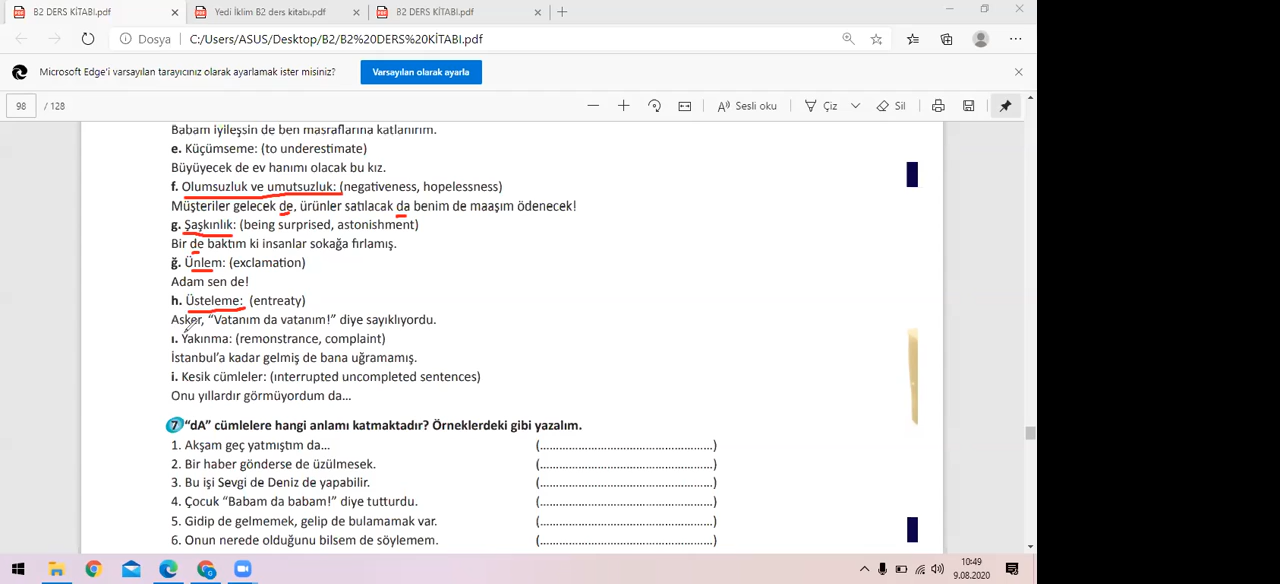 B2 DERS KİTABI.pdf
Yedi İklim B2 ders kitabı.pdf
B2 DERS KİTABI.pdf
Dosya
C:/Users/ASUS/Desktop/B2/B2%20DERS%20KİTABI.pdf
Microsoft Edge'i varsayılan tarayıcınız olarak ayarlamak ister misiniz?
Varsayılan olarak ayarla
98 / 128
Sesli oku
Çiz
Sil
Babam iyileşsin de ben masraflarına katlanırım.
e. Küçümseme: (to underestimate)
Büyüyecek de ev hanımı olacak bu kız.
f. Olumsuzluk ve umutsuzluk: (negativeness, hopelessness)
Müşteriler gelecek de, ürünler satılacak da benim de maaşım ödenecek!
g. Şaşkınlık: (being surprised, astonishment)
Bir de baktım ki insanlar sokağa fırlamış.
ğ. Ünlem: (exclamation)
Adam sen de!
h. Üsteleme: (entreaty)
Asker, “Vatanım da vatanım!” diye sayıklıyordu.
ı. Yakınma: (remonstrance, complaint)
İstanbul’a kadar gelmiş de bana uğramamış.
i. Kesik cümleler: (ınterrupted uncompleted sentences)
Onu yıllardır görmüyordum da...
7 “dA” cümlelere hangi anlamı katmaktadır? Örneklerdeki gibi yazalım.
1. Akşam geç yatmıştım da... (................................................)
2. Bir haber gönderse de üzülmesek. (................................................)
3. Bu işi Sevgi de Deniz de yapabilir. (................................................)
4. Çocuk “Babam da babam!” diye tutturdu. (................................................)
5. Gidip de gelmemek, gelip de bulamamak var. (................................................)
6. Onun nerede olduğunu bilsem de söylemem. (................................................)
10:49
9.08.2020